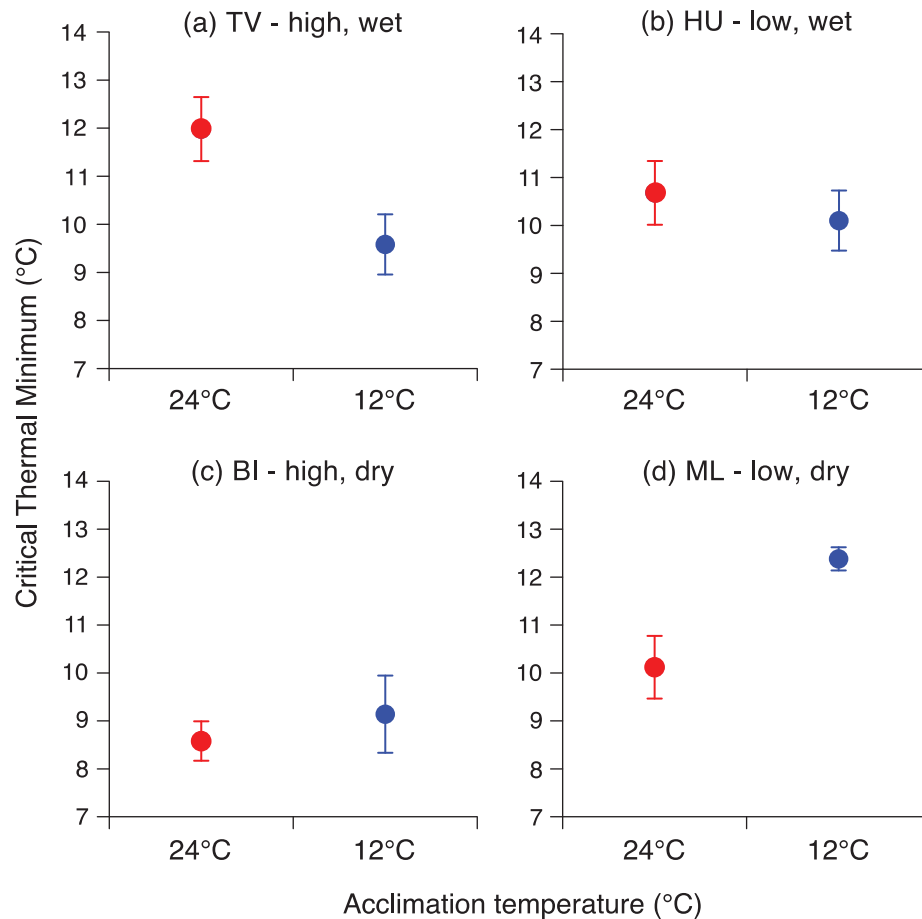 (a) TV - high, wet
(b) HU - low, wet
14
13
12
11
10
9
8
7
24°C
12°C
14
13
12
11
10
9
8
7
24°C
12°C
Critical Thermal Minimum (°C)
(c) BI - high, dry
(d) ML - low, dry
14
13
12
11
10
9
8
7
24°C
12°C
14
13
12
11
10
9
8
7
24°C
12°C
Acclimation temperature (°C)